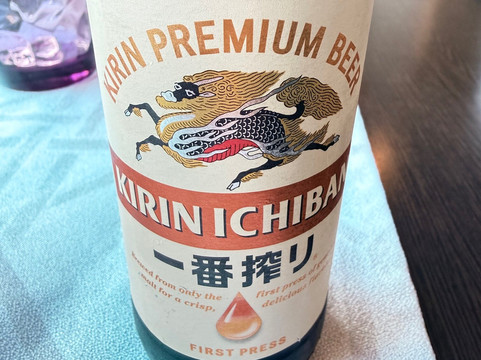 KIRIN PREMIUM BEER
KIRIN ICHIBAN
一番搾り
from only the
malt for a crisp,
first press of
delicious
FIRST PRESS